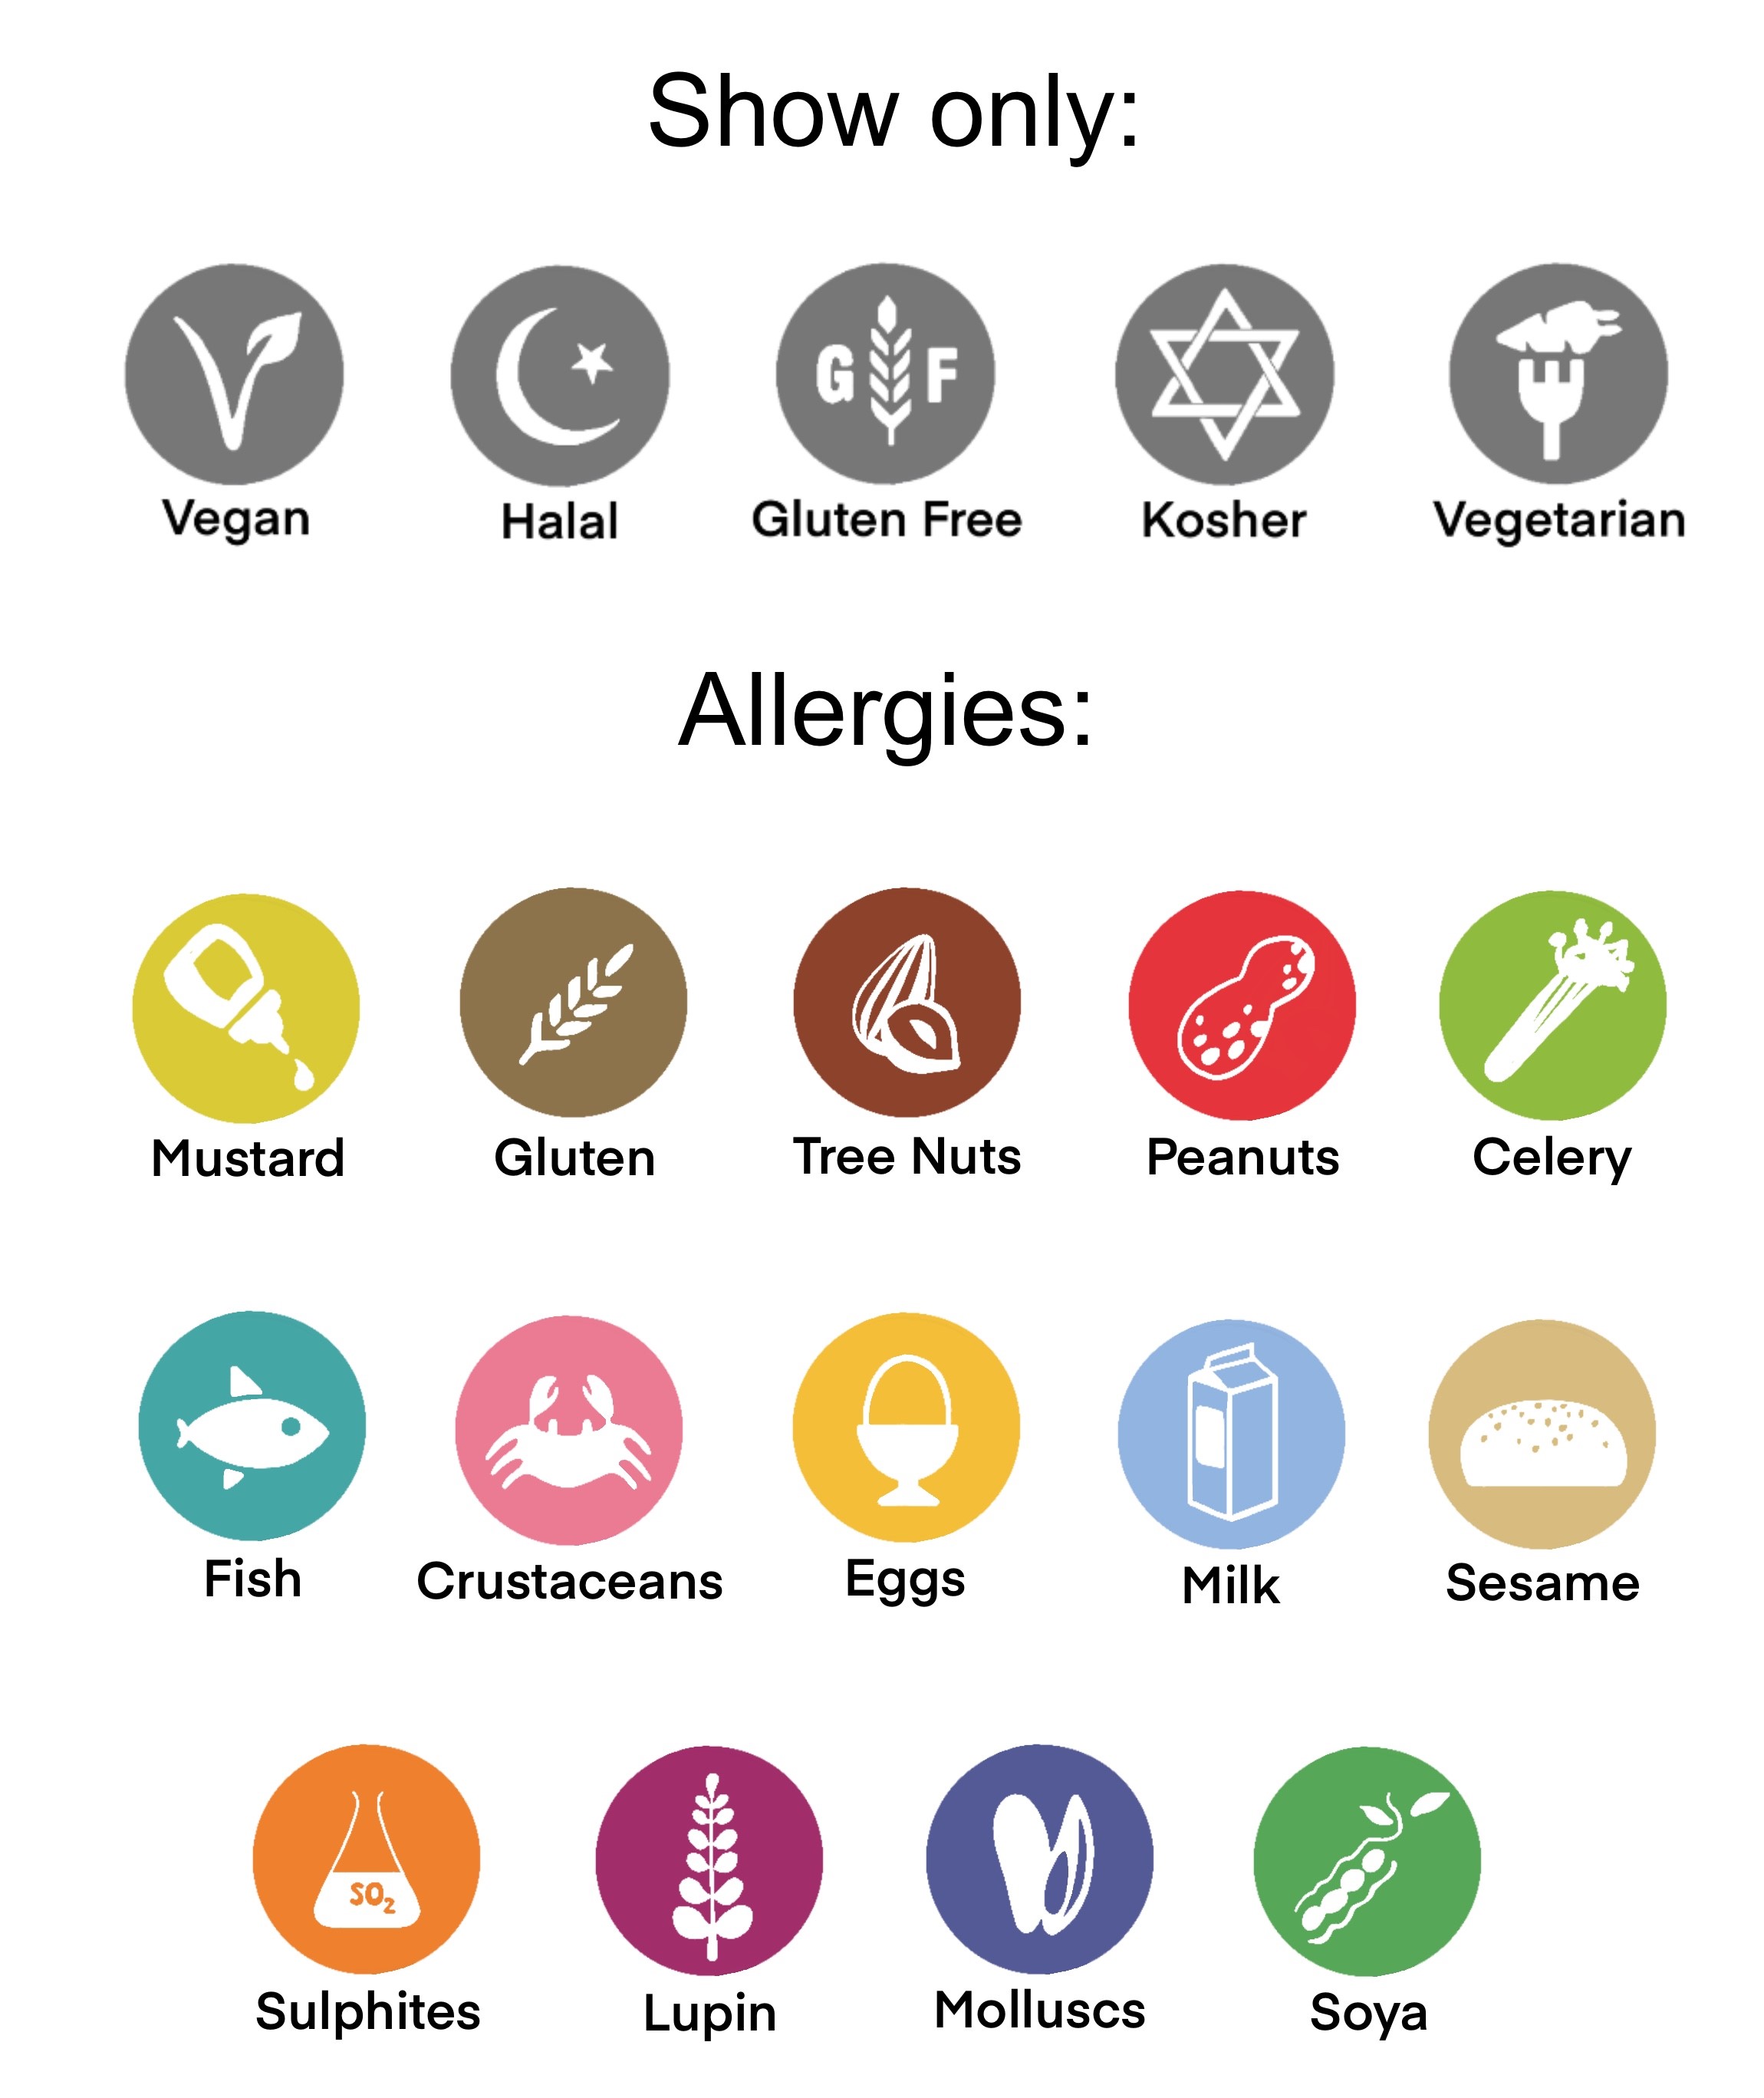 Show only:
G F
Vegan Halal Gluten Free Kosher Vegetarian
Allergies:
Mustard Gluten Tree Nuts Peanuts Celery
Fish Crustaceans Eggs Milk Sesame
SO2
Sulphites Lupin Molluscs Soya